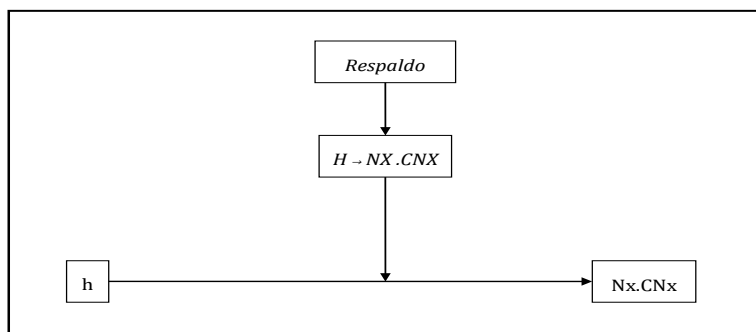 Respaldo
H → NX .CNX
h
Nx.CNx